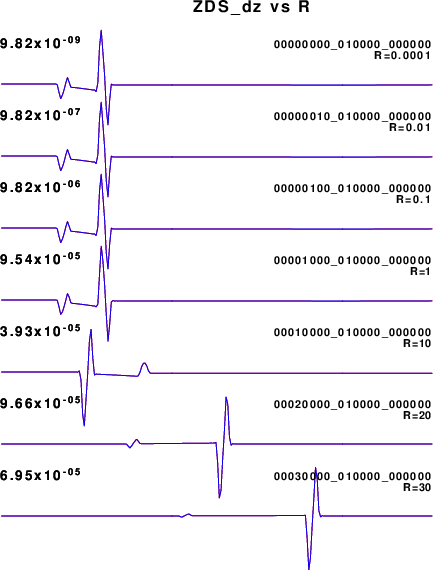 ZDS_dz vs R
9.82x10-09
00000000_010000_000000
R=0.0001
9.82x10-07
00000010_010000_000000
R=0.01
9.82x10-06
00000100_010000_000000
R=0.1
9.54x10-05
00001000_010000_000000
R=1
3.93x10-05
00010000_010000_000000
R=10
9.66x10-05
00020000_010000_000000
R=20
6.95x10-05
00030000_010000_000000
R=30